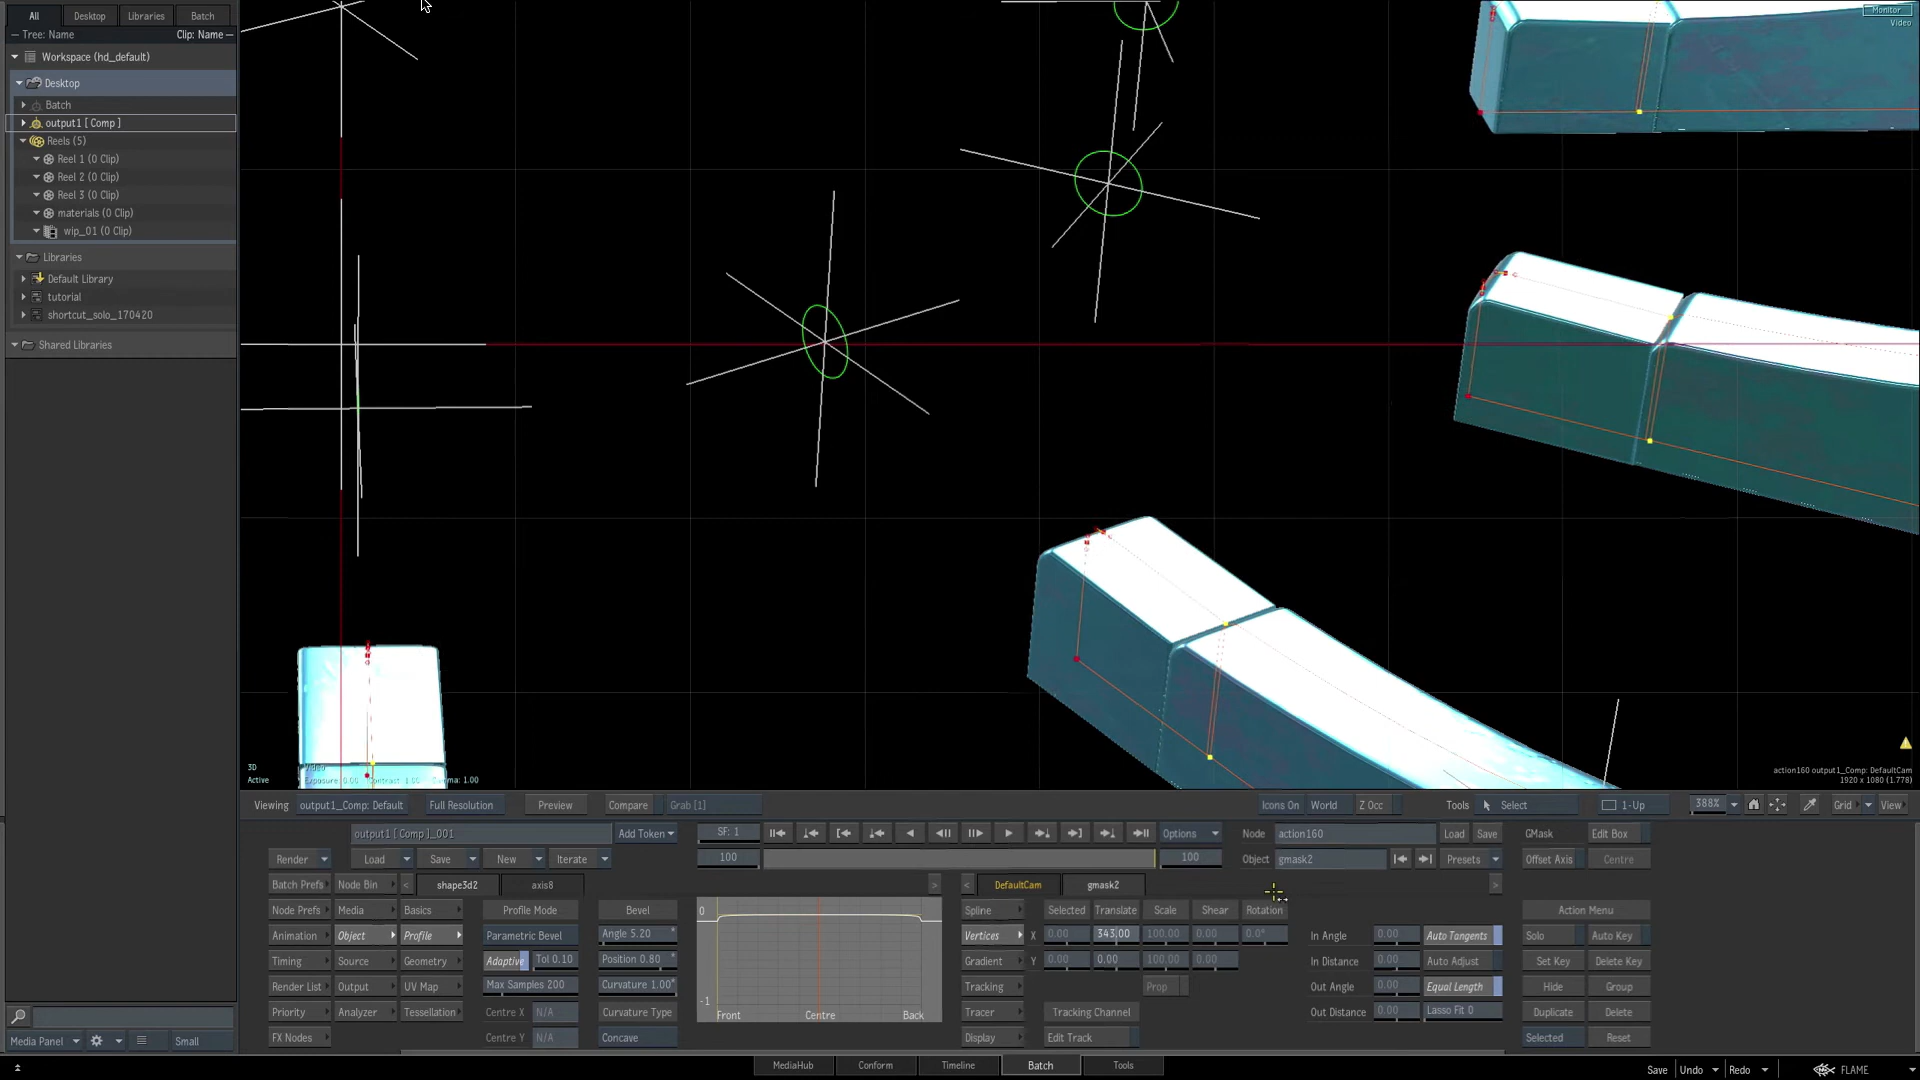 All Desktop Libraries Batch
Tree: Name Clip: Name
Workspace (hd_default)
Desktop
Batch
output1 [ Comp ]
Reels (5)
Reel 1 (0 Clip)
Reel 2 (0 Clip)
Reel 3 (0 Clip)
materials (0 Clip)
wip_01 (0 Clip)
Libraries
Default Library
tutorial
shortcut_solo_170420
Shared Libraries
Monitor
Video
3D
Active Exposure 0.00 Contrast 1.00 Gamma: 1.00
action160 output1_Comp: DefaultCam
1920 x 1080 (1.778)
Viewing output1_Comp: Default Full Resolution Preview Compare Grab [1] Icons On World Z Occ Tools Select 1-Up 388% Grid View
output1 [ Comp ]_001 Add Token SF: 1 Options Node action160 Load Save GMask Edit Box
Render Load Save New Iterate 100 100 Object gmask2 Presets Offset Axis Centre
Batch Prefs Node Bin < shape3d2 axis8 > < DefaultCam gmask2 >
Node Prefs Media Basics Profile Mode Bevel 0 Spline Selected Translate Scale Shear Rotation Action Menu
Animation Object Profile Parametric Bevel Angle 5.20 Vertices X 0.00 343.00 100.00 0.00 0.0° In Angle 0.00 Auto Tangents Solo Auto Key
Timing Source Geometry Adaptive Tol 0.10 Position 0.80 Gradient Y 0.00 0.00 100.00 0.00 In Distance 0.00 Auto Adjust Set Key Delete Key
Render List Output UV Map Max Samples 200 Curvature 1.00 -1 Tracking Prop Out Angle 0.00 Equal Length Hide Group
Priority Analyzer Tessellation Centre X N/A Curvature Type Front Centre Back Tracer Tracking Channel Out Distance 0.00 Lasso Fit 0 Duplicate Delete
FX Nodes Centre Y N/A Concave Display Edit Track Selected Reset
Media Panel Small
MediaHub Conform Timeline Batch Tools
Save Undo Redo FLAME